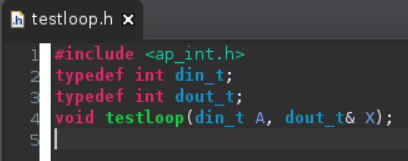 .h testloop.h ×
1 #include <ap_int.h>
2 typedef int din_t;
3 typedef int dout_t;
4 void testloop(din_t A, dout_t& X);
5